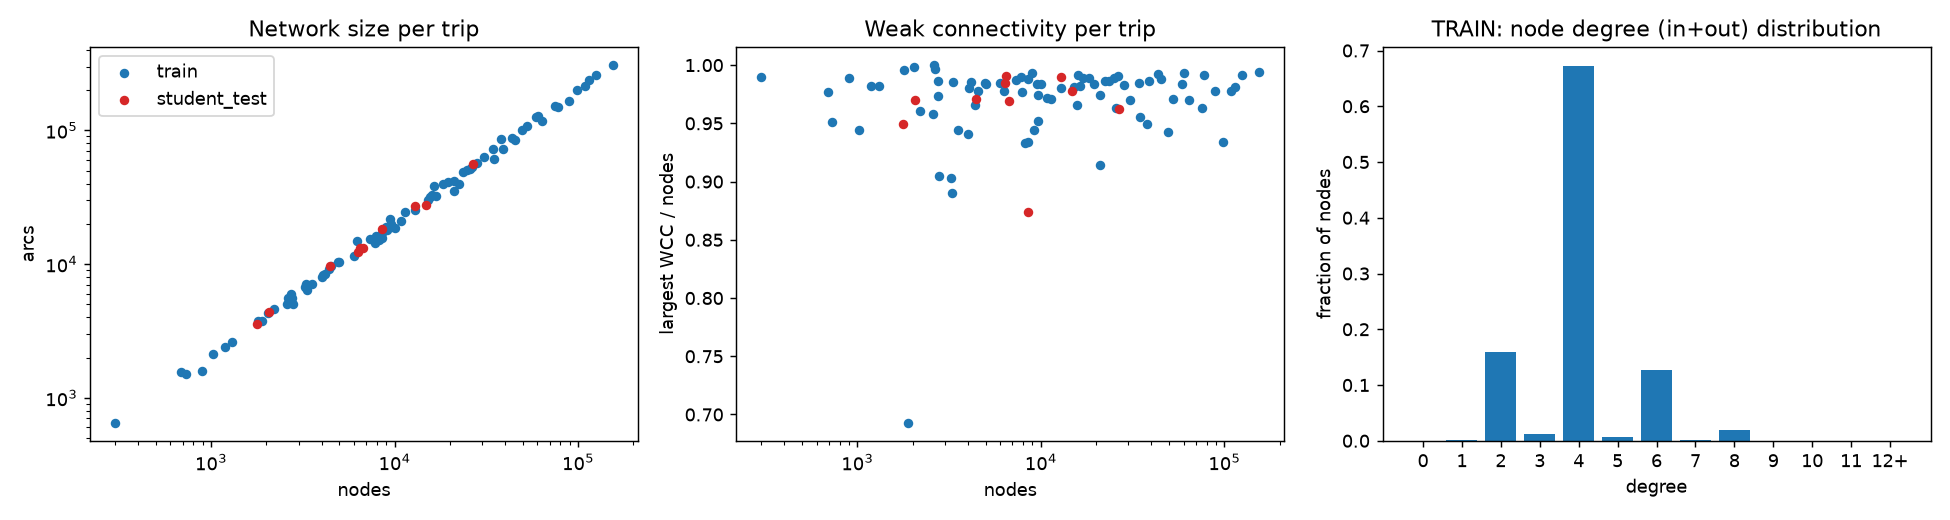 Network size per trip
train
student_test
arcs
10^5
10^4
10^3
10^3 10^4 10^5
nodes
Weak connectivity per trip
largest WCC / nodes
1.00
0.95
0.90
0.85
0.80
0.75
0.70
10^3 10^4 10^5
nodes
TRAIN: node degree (in+out) distribution
fraction of nodes
0.7
0.6
0.5
0.4
0.3
0.2
0.1
0.0
0 1 2 3 4 5 6 7 8 9 10 11 12+
degree